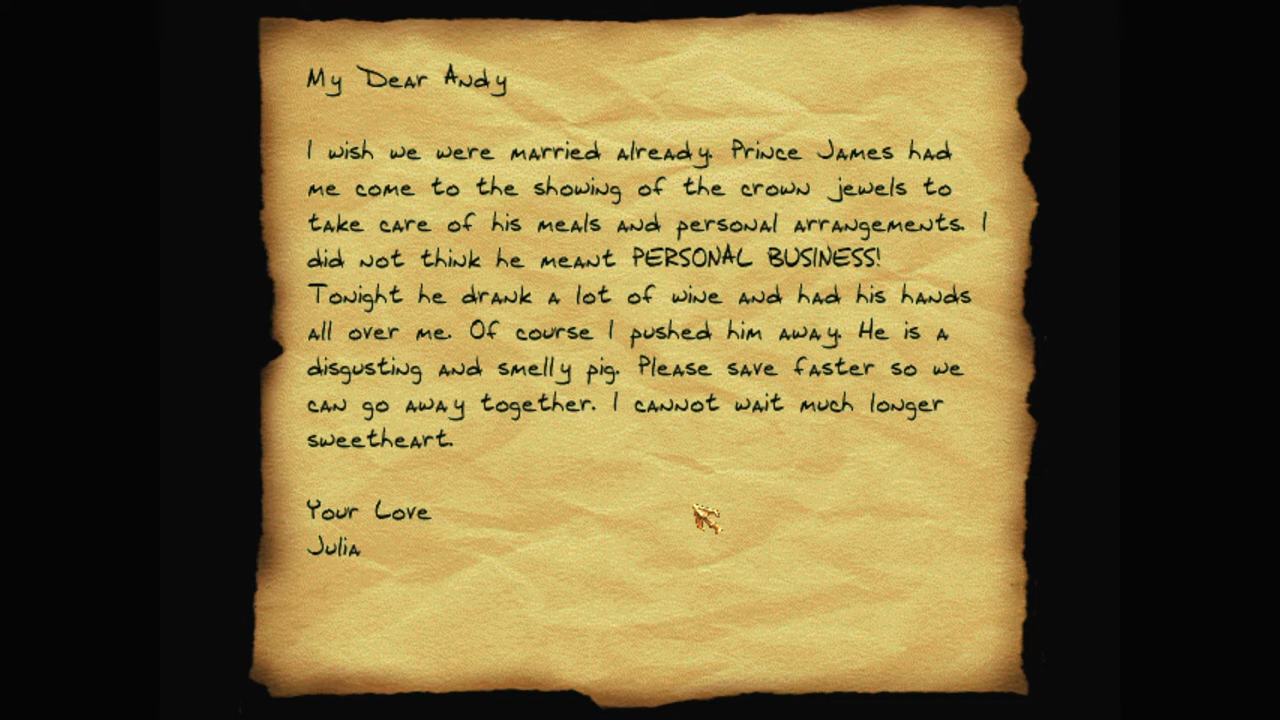 My Dear Andy
I wish we were married already. Prince James had
me come to the showing of the crown jewels to
take care of his meals and personal arrangements. I
did not think he meant PERSONAL BUSINESS!
Tonight he drank a lot of wine and had his hands
all over me. Of course I pushed him away. He is a
disgusting and smelly pig. Please save faster so we
can go away together. I cannot wait much longer
sweetheart.
Your Love
Julia